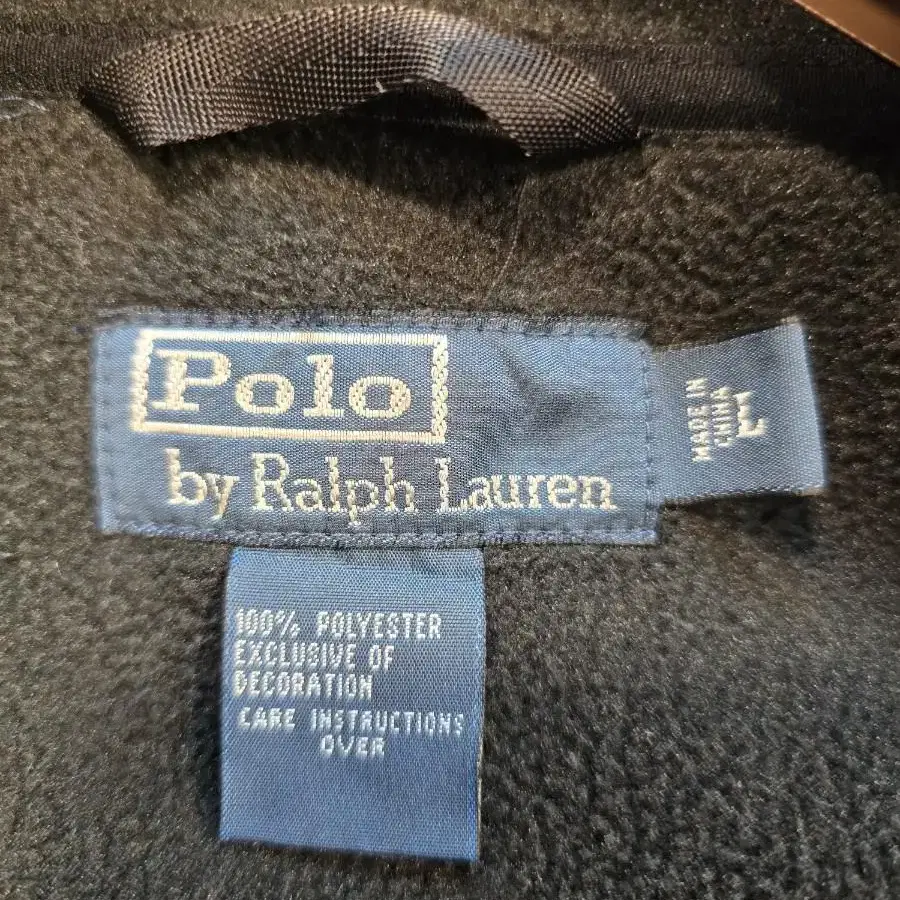 Polo
by Ralph Lauren
MADE IN
CHINA
L
100% POLYESTER
EXCLUSIVE OF
DECORATION
CARE INSTRUCTIONS
OVER